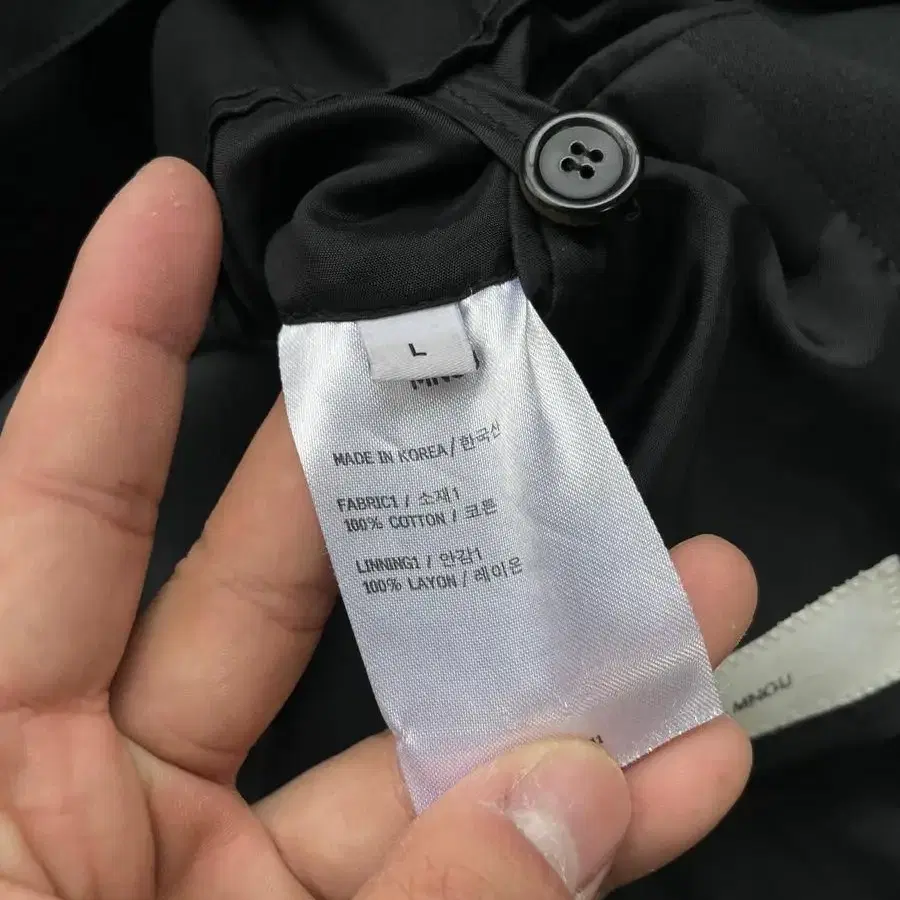 L
MADE IN KOREA / 한국산
FABRIC1 / 소재1
100% COTTON / 코튼
LINNING1 / 안감1
100% LAYON / 레이온